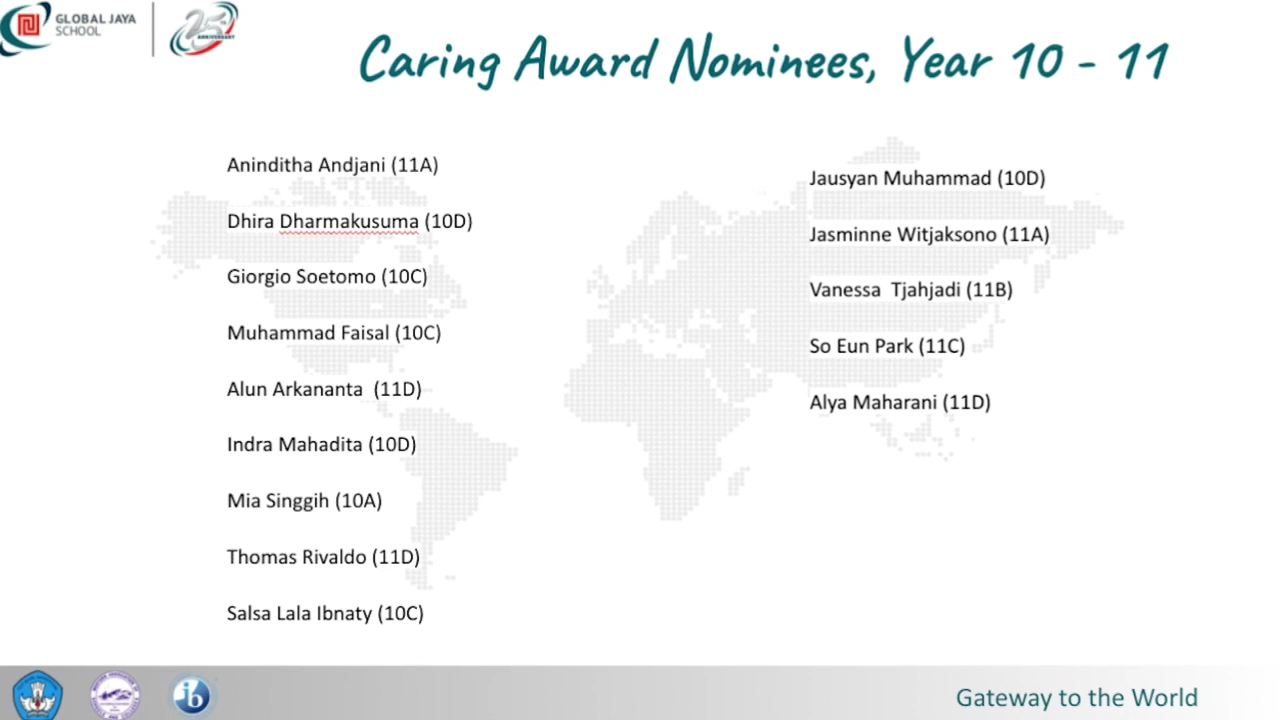 GLOBAL JAYA
SCHOOL
25th
ANNIVERSARY
Caring Award Nominees, Year 10 - 11
Aninditha Andjani (11A)
Dhira Dharmakusuma (10D)
Giorgio Soetomo (10C)
Muhammad Faisal (10C)
Alun Arkananta  (11D)
Indra Mahadita (10D)
Mia Singgih (10A)
Thomas Rivaldo (11D)
Salsa Lala Ibnaty (10C)
Jausyan Muhammad (10D)
Jasminne Witjaksono (11A)
Vanessa  Tjahjadi (11B)
So Eun Park (11C)
Alya Maharani (11D)
ib
Gateway to the World